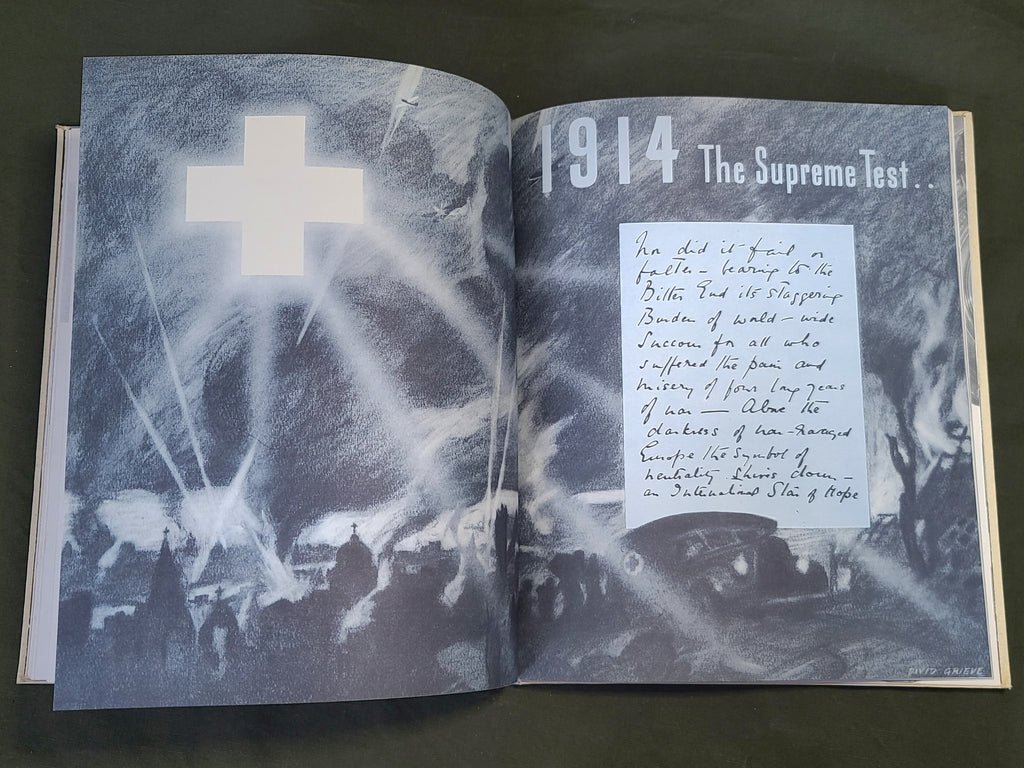 1914 The Supreme Test..
Nor did it fail or
falter – bearing to the
Bitter End its Staggering
Burden of world-wide
Succour for all who
suffered the pain and
misery of four long years
of war — Above the
darkness of War-Ravaged
Europe the Symbol of
neutrality Shines down –
an International Star of Hope
GRIEVE